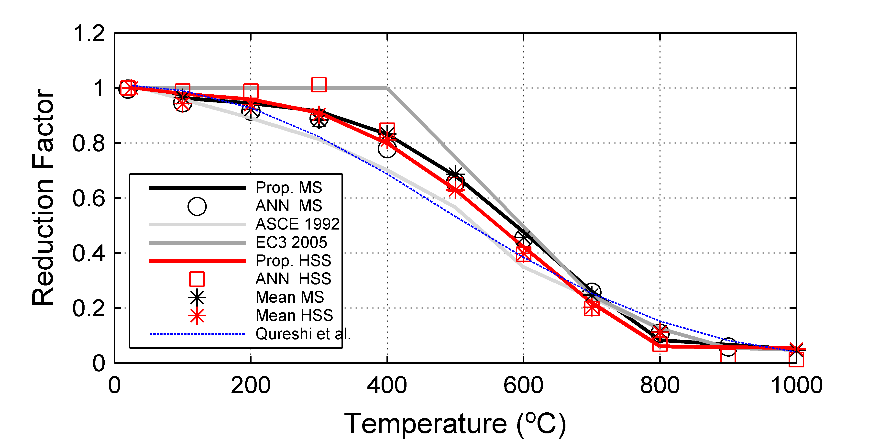 1.2
1
0.8
0.6
0.4
0.2
0
Reduction Factor
Prop. MS
ANN MS
ASCE 1992
EC3 2005
Prop. HSS
ANN HSS
Mean MS
Mean HSS
Qureshi et al.
0 200 400 600 800 1000
Temperature (ºC)